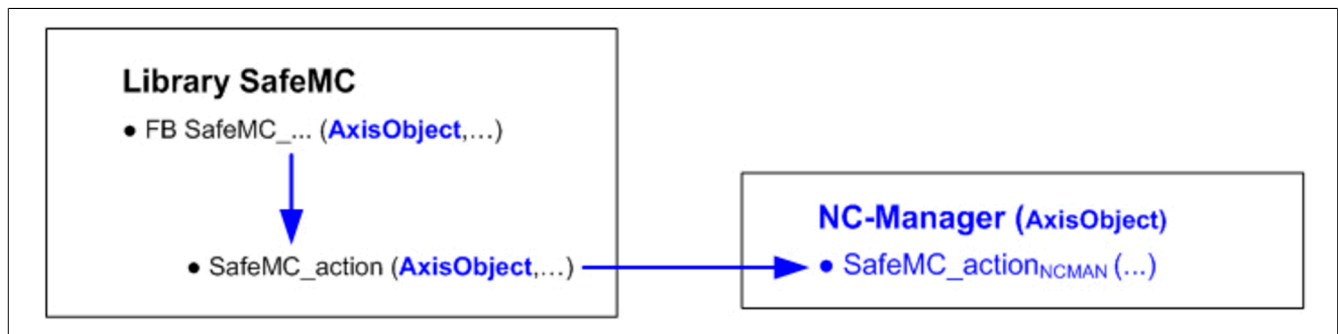 Library SafeMC
● FB SafeMC_... (AxisObject,...)
● SafeMC_action (AxisObject,...)
NC-Manager (AxisObject)
● SafeMC_actionNCMAN (...)